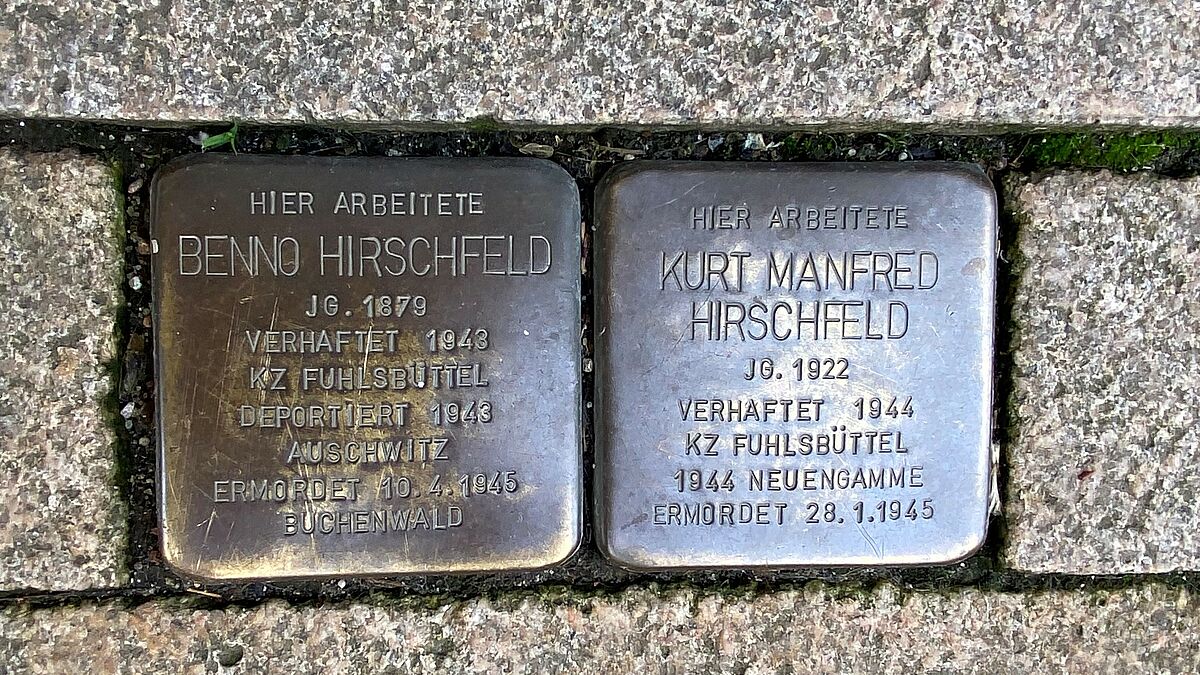 HIER ARBEITETE
BENNO HIRSCHFELD
JG. 1879
VERHAFTET 1943
KZ FUHLSBÜTTEL
DEPORTIERT 1943
AUSCHWITZ
ERMORDET 10.4.1945
BUCHENWALD
HIER ARBEITETE
KURT MANFRED
HIRSCHFELD
JG. 1922
VERHAFTET 1944
KZ FUHLSBÜTTEL
1944 NEUENGAMME
ERMORDET 28.1.1945